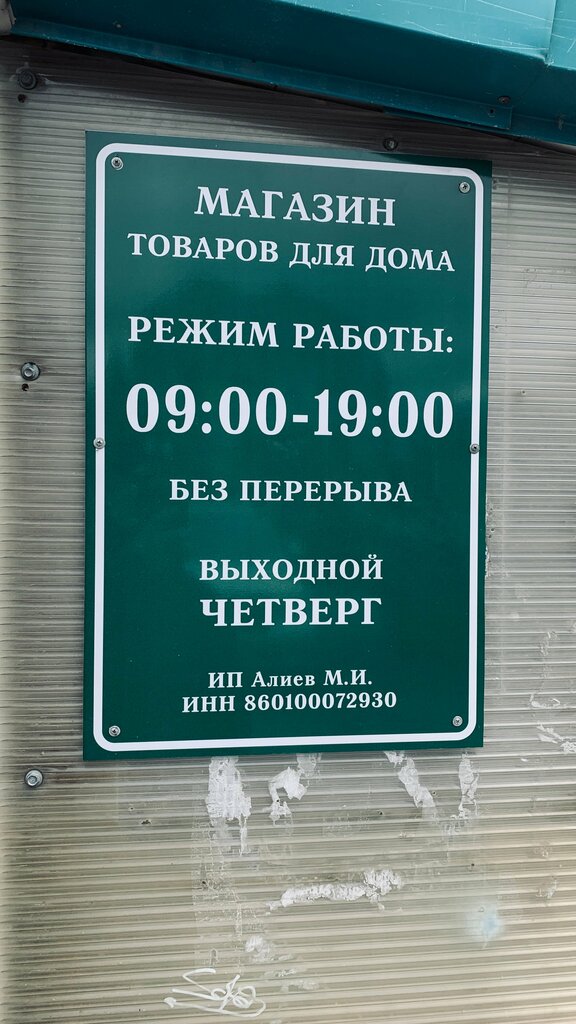 МАГАЗИН
ТОВАРОВ ДЛЯ ДОМА
РЕЖИМ РАБОТЫ:
09:00-19:00
БЕЗ ПЕРЕРЫВА
ВЫХОДНОЙ
ЧЕТВЕРГ
ИП Алиев М.И.
ИНН 860100072930